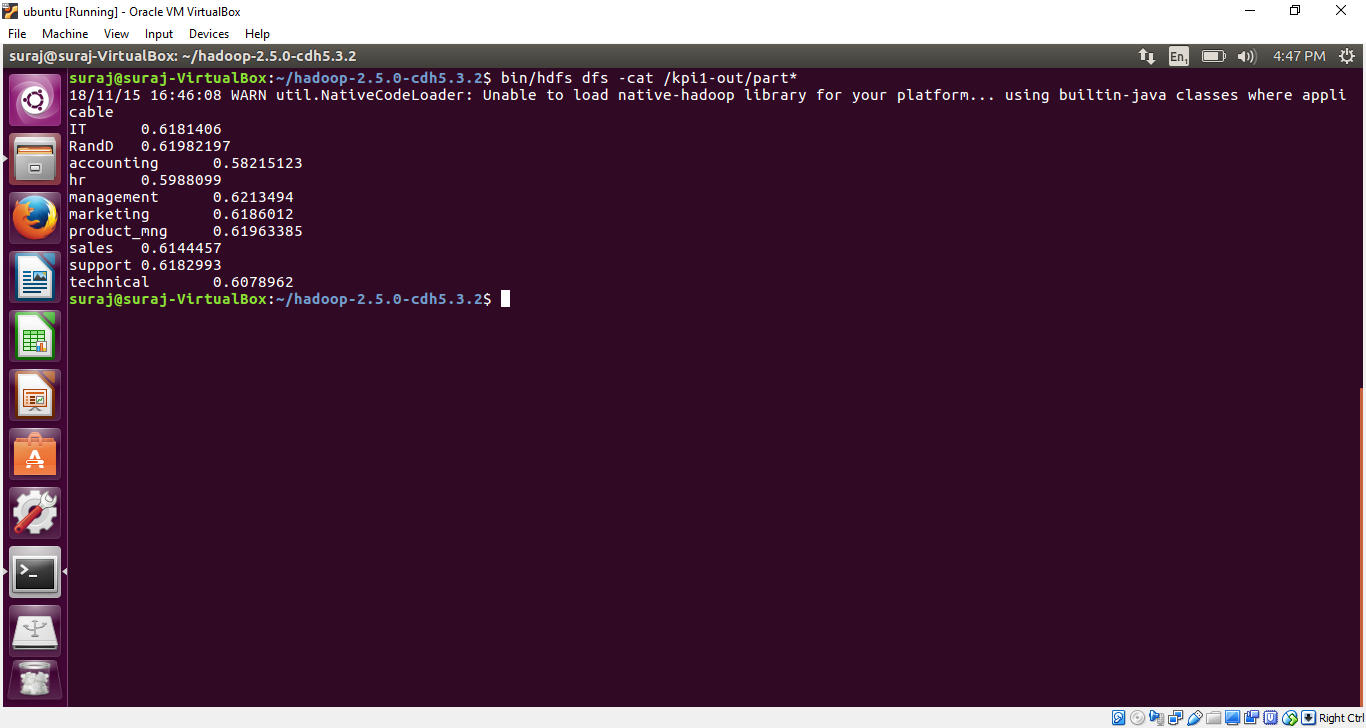 ubuntu [Running] - Oracle VM VirtualBox
File Machine View Input Devices Help
suraj@suraj-VirtualBox: ~/hadoop-2.5.0-cdh5.3.2 En1 4:47 PM
suraj@suraj-VirtualBox:~/hadoop-2.5.0-cdh5.3.2$ bin/hdfs dfs -cat /kpi1-out/part*
18/11/15 16:46:08 WARN util.NativeCodeLoader: Unable to load native-hadoop library for your platform... using builtin-java classes where appli
cable
IT 0.6181406
RandD 0.61982197
accounting 0.58215123
hr 0.5988099
management 0.6213494
marketing 0.6186012
product_mng 0.61963385
sales 0.6144457
support 0.6182993
technical 0.6078962
suraj@suraj-VirtualBox:~/hadoop-2.5.0-cdh5.3.2$
Right Ctrl